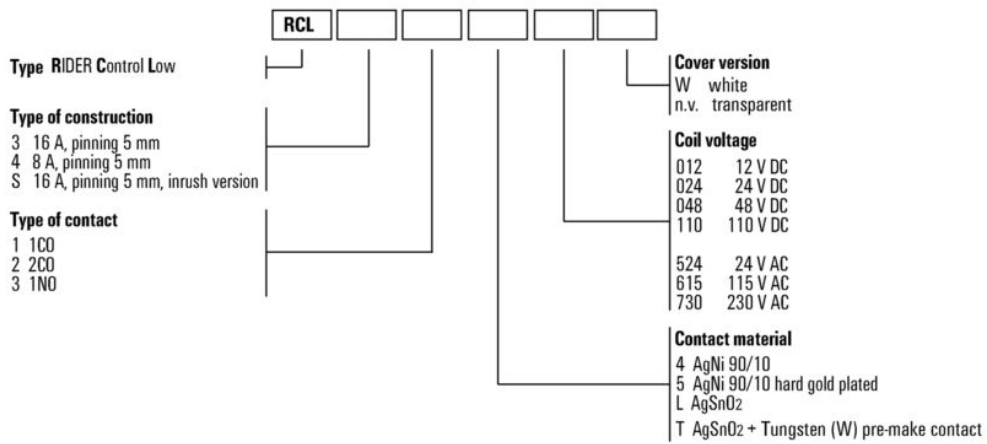 RCL
Type RIDER Control Low
Type of construction
3 16 A, pinning 5 mm
4 8 A, pinning 5 mm
S 16 A, pinning 5 mm, inrush version
Type of contact
1 1CO
2 2CO
3 1NO
Cover version
W white
n.v. transparent
Coil voltage
012 12 V DC
024 24 V DC
048 48 V DC
110 110 V DC
524 24 V AC
615 115 V AC
730 230 V AC
Contact material
4 AgNi 90/10
5 AgNi 90/10 hard gold plated
L AgSnO2
T AgSnO2 + Tungsten (W) pre-make contact